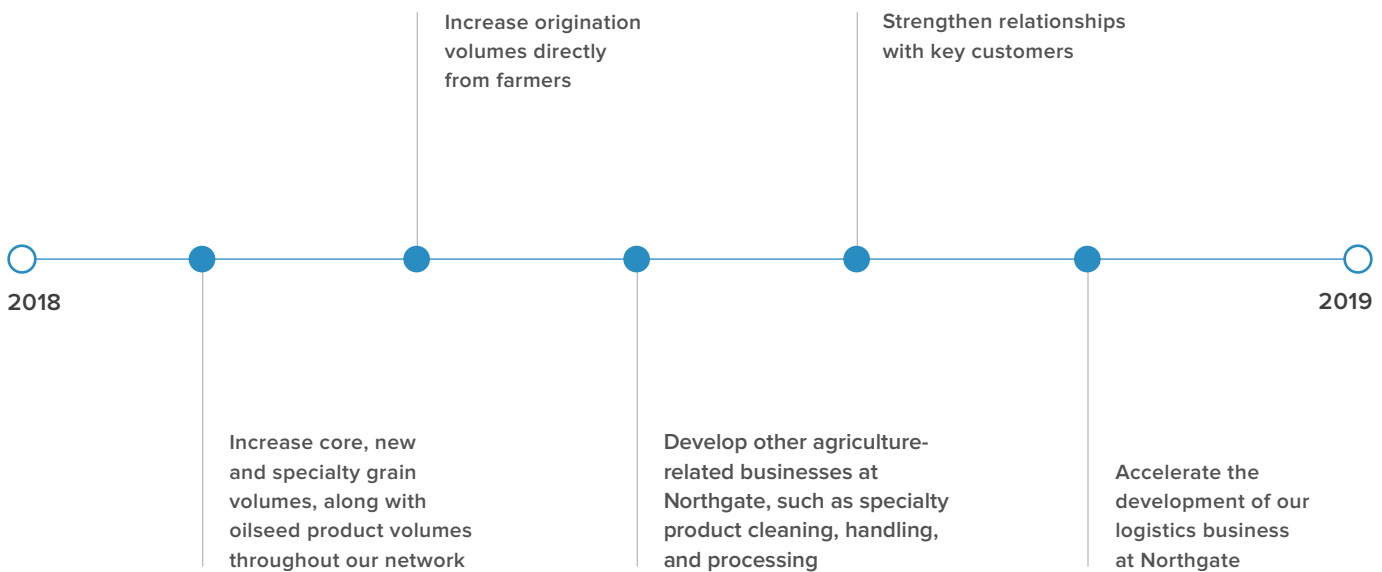 Increase origination
volumes directly
from farmers
Strengthen relationships
with key customers
2018
2019
Increase core, new
and specialty grain
volumes, along with
oilseed product volumes
throughout our network
Develop other agriculture-
related businesses at
Northgate, such as specialty
product cleaning, handling,
and processing
Accelerate the
development of our
logistics business
at Northgate